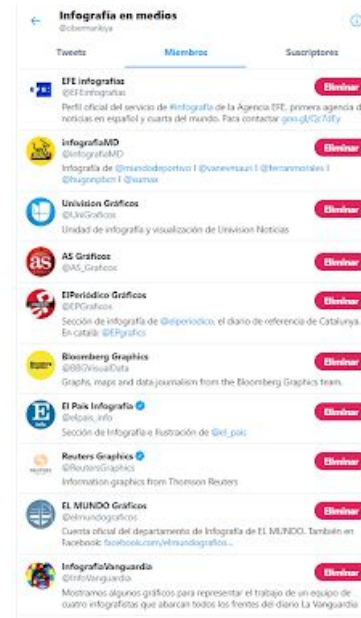 Infografía en medios
@cibermarikiya
Tweets Miembros Suscriptores
EFE infografías
@EFEinfografias
Eliminar
Perfil oficial del servicio de #infografía de la Agencia EFE, primera agencia d
noticias en español y cuarta del mundo. Para contactar
infografiaMD
@infografiaMD
Eliminar
Infografía de @mundodeportivo I @vanevmauri I @ferranmorales I
@hugonpbcn I @xumax
Univision Gráficos
@UniGraficos
Eliminar
Unidad de infografía y visualización de Univision Noticias
as
AS Gráficos
@AS_Graficos
Eliminar
ElPeriódico Gráficos
@EPGraficos
Eliminar
Sección de infografía de @elperiodico, el diario de referencia de Catalunya.
En català: @EPgrafics
Bloomberg Graphics
@BBGVisualData
Eliminar
Graphs, maps and data journalism from the Bloomberg Graphics team.
El País Infografía
@elpais_info
Eliminar
Sección de Infografía e Ilustración de @el_pais
Reuters Graphics
@ReutersGraphics
Eliminar
Information graphics from Thomson Reuters
EL MUNDO Gráficos
@elmundograficos
Eliminar
Cuenta oficial del departamento de Infografía de EL MUNDO. También en
Facebook: facebook.com/elmundografico...
InfografíaVanguardia
@InfoVanguardia
Eliminar
Mostramos algunos gráficos para representar el trabajo de un equipo de
cuatro infografistas que abarcan todos los frentes del diario La Vanguardia